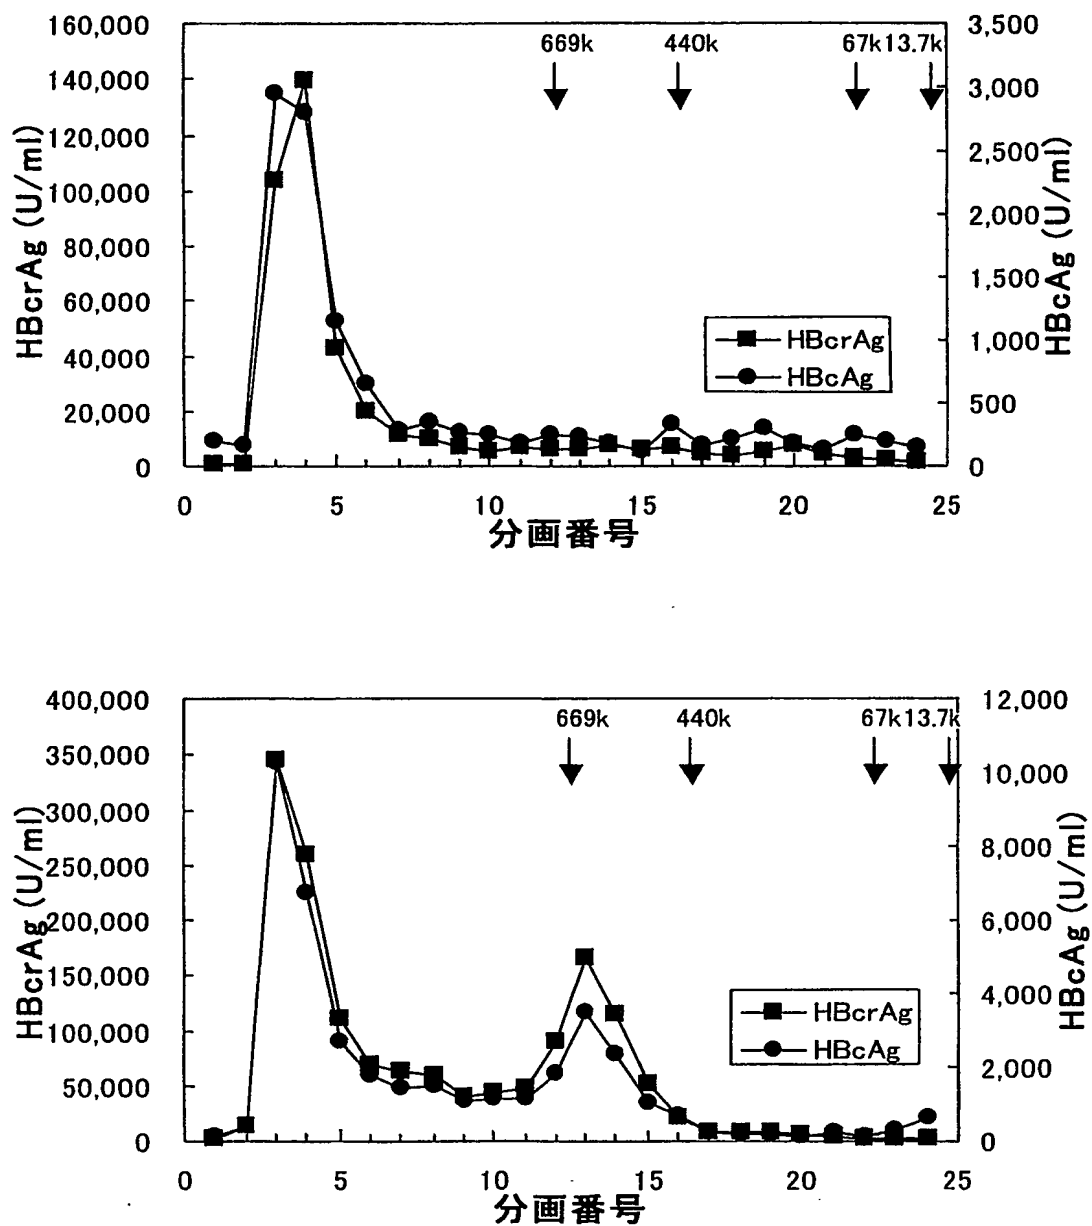 160,000
140,000
120,000
100,000
80,000
60,000
40,000
20,000
0
HBcrAg (U/ml)
3,500
3,000
2,500
2,000
1,500
1,000
500
0
HBcAg (U/ml)
669k 440k 67k 13.7k
HBcrAg
HBcAg
0 5 10 15 20 25
分画番号
400,000
350,000
300,000
250,000
200,000
150,000
100,000
50,000
0
HBcrAg (U/ml)
12,000
10,000
8,000
6,000
4,000
2,000
0
HBcAg (U/ml)
669k 440k 67k 13.7k
HBcrAg
HBcAg
0 5 10 15 20 25
分画番号